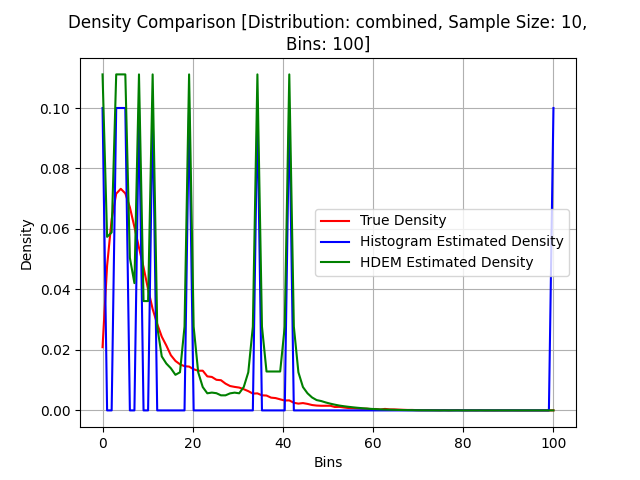 Density Comparison [Distribution: combined, Sample Size: 10,
Bins: 100]
Density
0.10
0.08
0.06
0.04
0.02
0.00
True Density
Histogram Estimated Density
HDEM Estimated Density
0 20 40 60 80 100
Bins